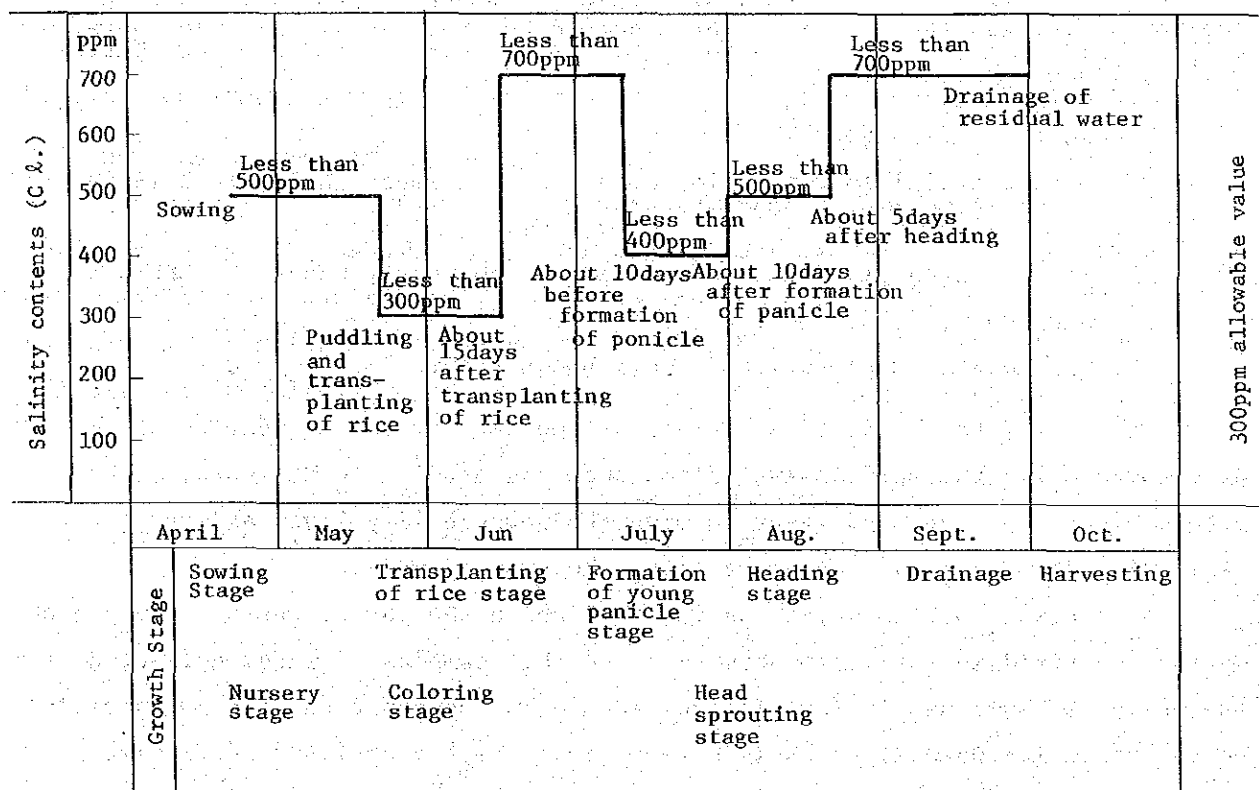 ppm
700
600
500
400
300
200
100
Salinity contents (C ℓ.)
Sowing
Less than
500ppm
Less than
300ppm
Puddling
and
trans-
planting
of rice
About
15days
after
transplanting
of rice
Less than
700ppm
Less than
400ppm
About 10days
before
formation
of ponicle
About 10days
after formation
of panicle
Less than
500ppm
About 5days
after heading
Less than
700ppm
Drainage of
residual water
300ppm allowable value
April May Jun July Aug. Sept. Oct.
Growth Stage
Sowing
Stage
Transplanting
of rice stage
Formation
of young
panicle
stage
Heading
stage
Drainage
Harvesting
Nursery
stage
Coloring
stage
Head
sprouting
stage